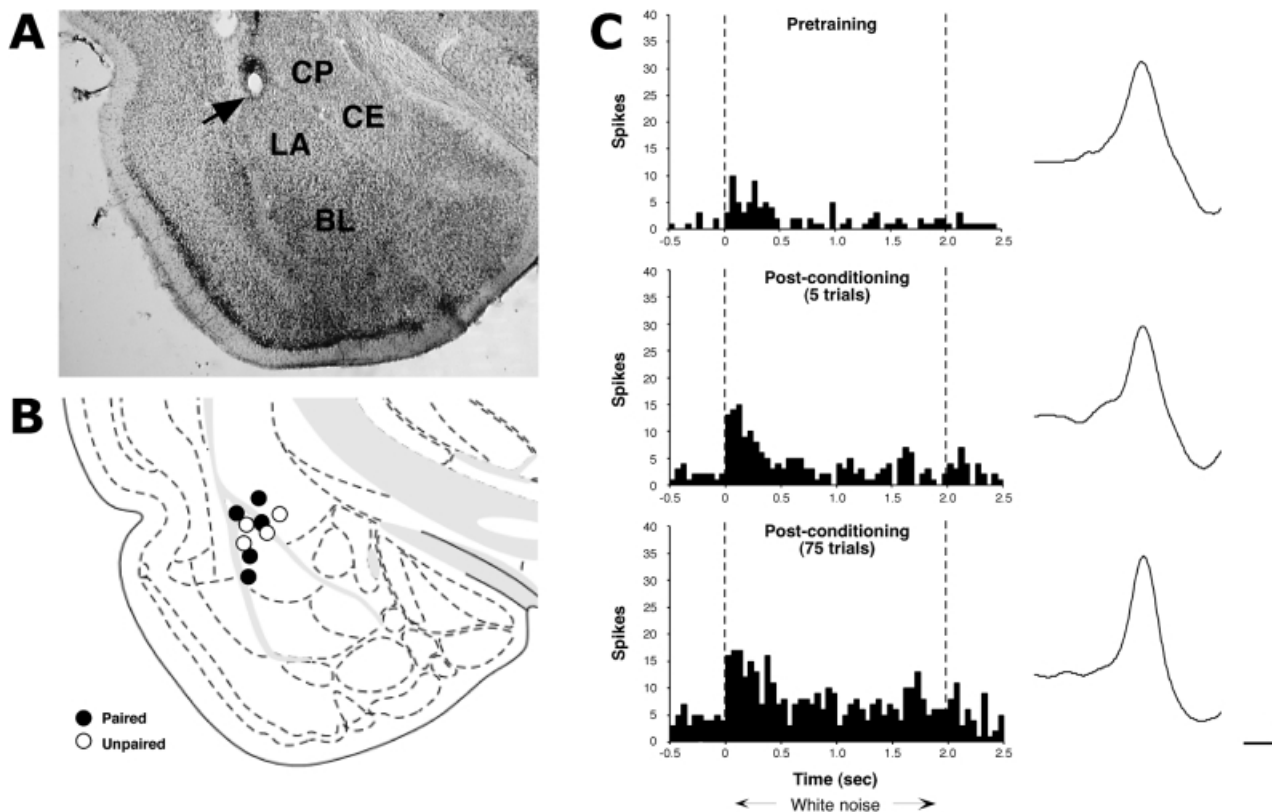 A
CP
CE
LA
BL
B
Paired
Unpaired
C
Pretraining
Spikes
40
35
30
25
20
15
10
5
0
-0.5 0 0.5 1.0 1.5 2.0 2.5
Post-conditioning
(5 trials)
Spikes
40
35
30
25
20
15
10
5
0
-0.5 0 0.5 1.0 1.5 2.0 2.5
Post-conditioning
(75 trials)
Spikes
40
35
30
25
20
15
10
5
0
-0.5 0 0.5 1.0 1.5 2.0 2.5
Time (sec)
White noise